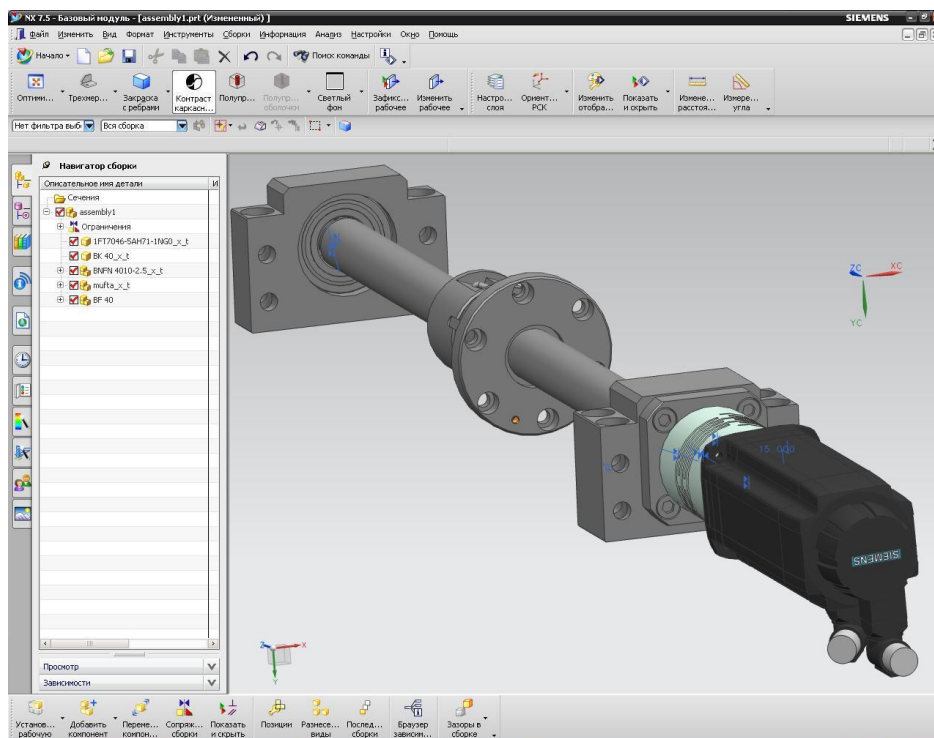 NX 7.5 - Базовый модуль - [assembly1.prt (Измененный) ]
SIEMENS
Файл Изменить Вид Формат Инструменты Сборки Информация Анализ Настройки Окно Помощь
Начало
Поиск команды
Оптими... Трехмер... Закраска с ребрами Контраст каркасн... Полупр... Полупр... оболочки Светлый фон Зафикс... рабочее Изменить рабочее Настро... слоя Ориент... РСК Изменить отобра... Показать и скрыть Измене... расстоя... Измере... угла
Нет фильтра выб Вся сборка
Навигатор сборки
Описательное имя детали И
Сечения
assembly1
Ограничения
1FT7046-5AH71-1NG0_x_t
BK 40_x_t
BNFN 4010-2.5_x_t
mufta_x_t
BF 40
ZC XC
YC
15.000
SIEMENS
Z X
Y
Просмотр
Зависимости
Установ... рабочую Добавить компонент Переме... компон... Сопряж... сборки Показать и скрыть Позиции Разнесе... виды Послед... сборки Браузер зависим... Зазоры в сборке